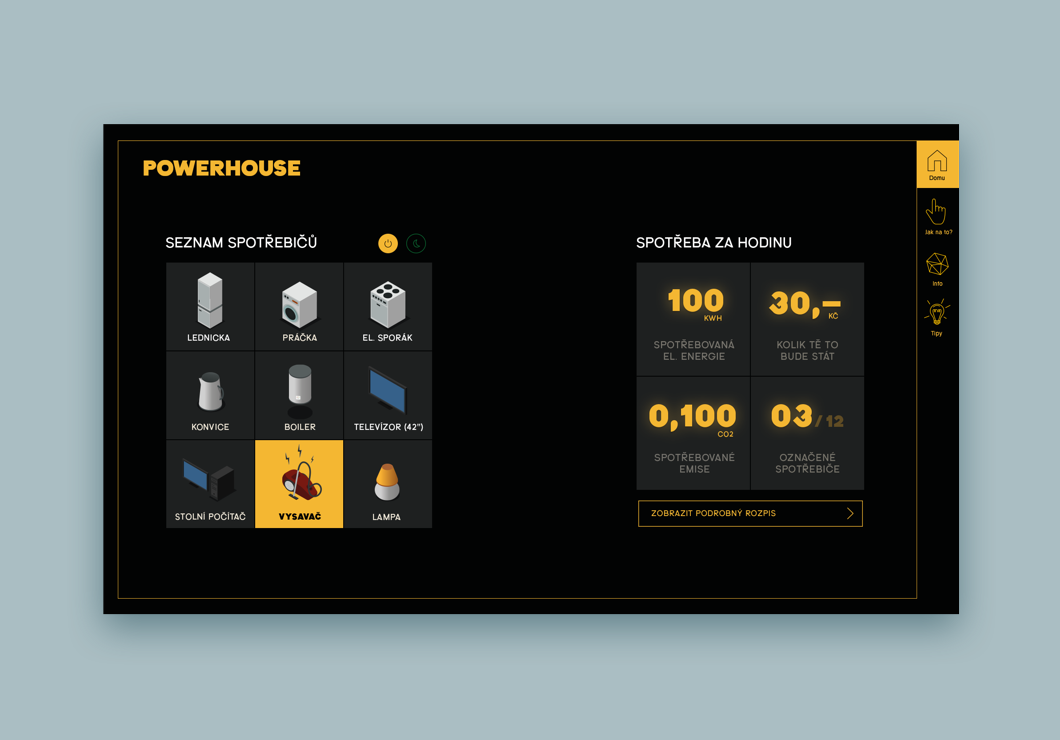 POWERHOUSE
Domu
Jak na to?
Info
Tipy
SEZNAM SPOTŘEBIČŮ
LEDNICKA
PRÁČKA
EL. SPORÁK
KONVICE
BOILER
TELEVÍZOR (42")
STOLNÍ POČÍTAČ
VYSAVAČ
LAMPA
SPOTŘEBA ZA HODINU
100
KWH
SPOTŘEBOVANÁ
EL. ENERGIE
30,–
KČ
KOLIK TĚ TO
BUDE STÁT
0,100
CO2
SPOTŘEBOVANÉ
EMISE
03/12
OZNAČENÉ
SPOTŘEBIČE
ZOBRAZIT PODROBNÝ ROZPIS